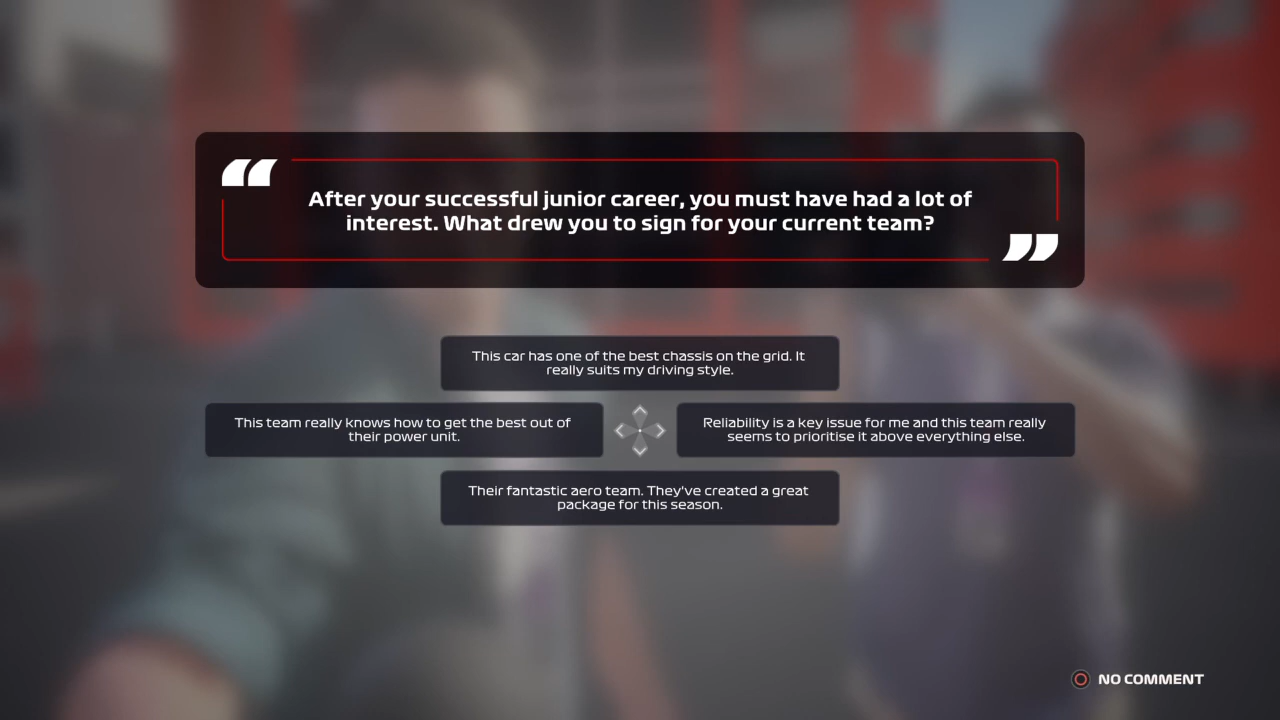 After your successful junior career, you must have had a lot of
interest. What drew you to sign for your current team?
This car has one of the best chassis on the grid. It
really suits my driving style.
This team really knows how to get the best out of
their power unit.
Reliability is a key issue for me and this team really
seems to prioritise it above everything else.
Their fantastic aero team. They've created a great
package for this season.
NO COMMENT